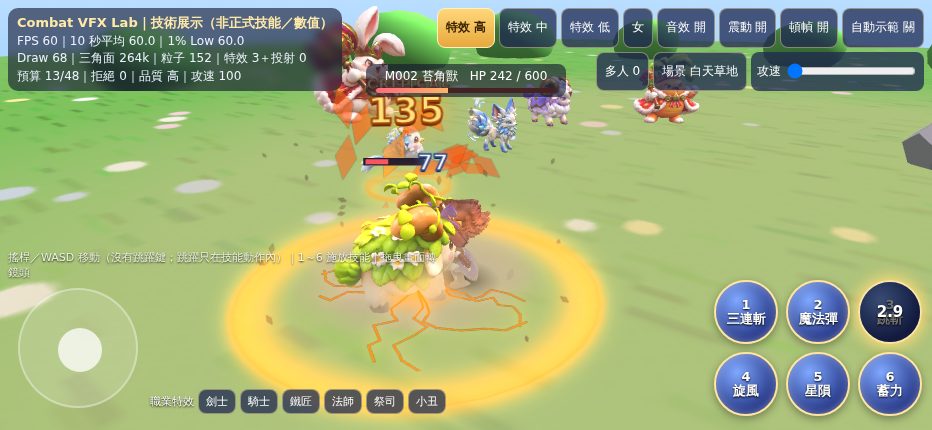 Combat VFX Lab｜技術展示（非正式技能／數值）
FPS 60｜10 秒平均 60.0｜1% Low 60.0
Draw 68｜三角面 264k｜粒子 152｜特效 3＋投射 0
預算 13/48｜拒絕 0｜品質 高｜攻速 100
特效 高
特效 中
特效 低
女
音效 開
震動 開
頓幀 開
自動示範 關
多人 0
場景 白天草地
攻速
M002 苔角獸 HP 242 / 600
135
77
搖桿／WASD 移動（沒有跳躍鍵；跳躍只在技能動作內）｜1～6 施放技能｜拖曳畫面轉
鏡頭
1
三連斬
2
魔法彈
2.9
4
旋風
5
星隕
6
蓄力
職業特效
劍士
騎士
鐵匠
法師
祭司
小丑